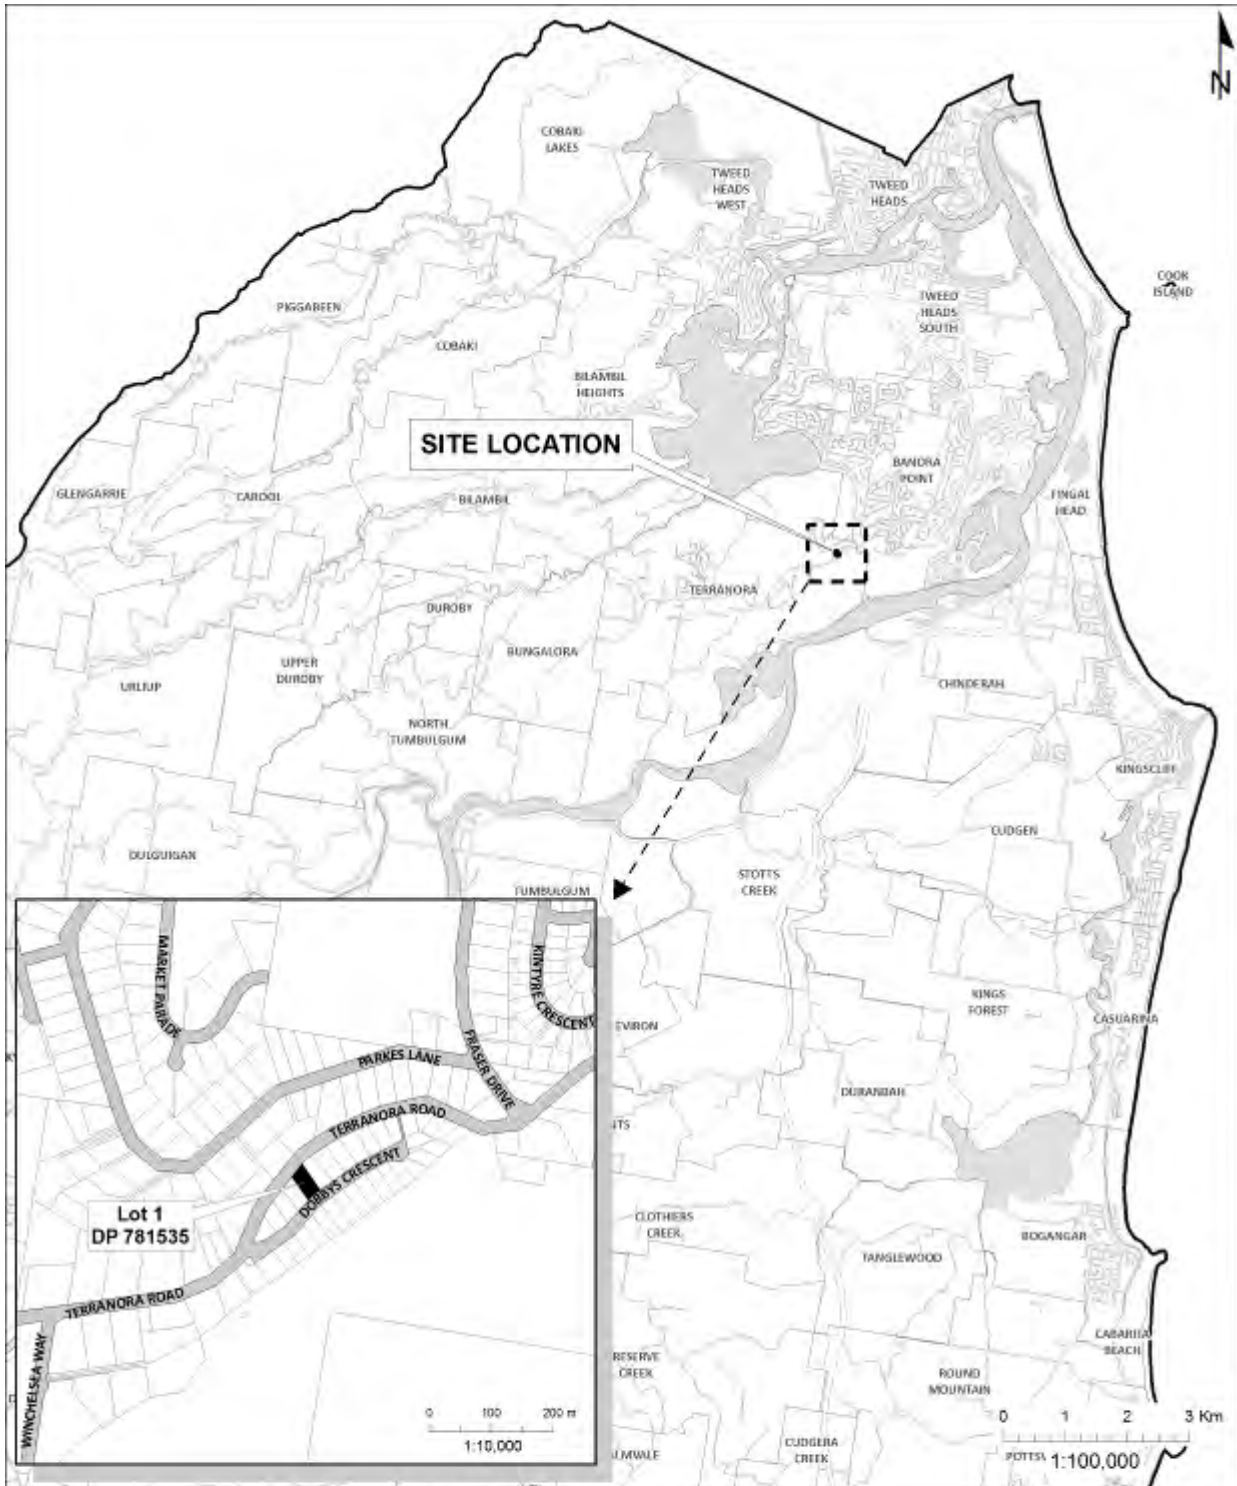 N
COBAKI
LAKES
TWEED
HEADS
WEST
TWEED
HEADS
COOK
ISLAND
PIGGABEEN
TWEED
HEADS
SOUTH
COBAKI
BILAMBIL
HEIGHTS
SITE LOCATION
BANORA
POINT
GLENGARRIE
CAROOL
BILAMBIL
FINGAL
HEAD
TERRANORA
DUROBY
BUNGALORA
UPPER
DUROBY
URLIUP
CHINDERAH
NORTH
TUMBULGUM
KINGSCLIFF
CUDGEN
DULGUIGAN
STOTTS
CREEK
TUMBULGUM
KINGS
FOREST
CASUARINA
EVIRON
DURANBAH
NTS
CLOTHIERS
CREEK
BOGANGAR
TANGLEWOOD
CABARITA
BEACH
RESERVE
CREEK
ROUND
MOUNTAIN
CUDGERA
CREEK
LMVALE
POTTSV
0 1 2 3 Km
1:100,000
MARKET PARADE
KINTYRE CRESCENT
PARKES LANE
FRASER DRIVE
TERRANORA ROAD
DOBBYS CRESCENT
Lot 1
DP 781535
TERRANORA ROAD
WINCHELSEA WAY
0 100 200 m
1:10,000